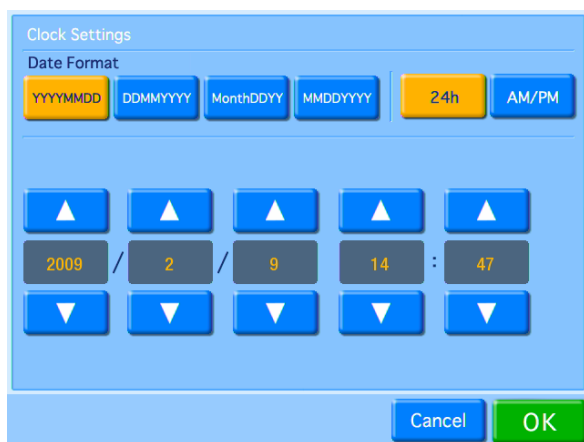 Clock Settings
Date Format
YYYYMMDD DDMMYYYY MonthDDYY MMDDYYYY 24h AM/PM
2009 / 2 / 9 14 : 47
Cancel OK